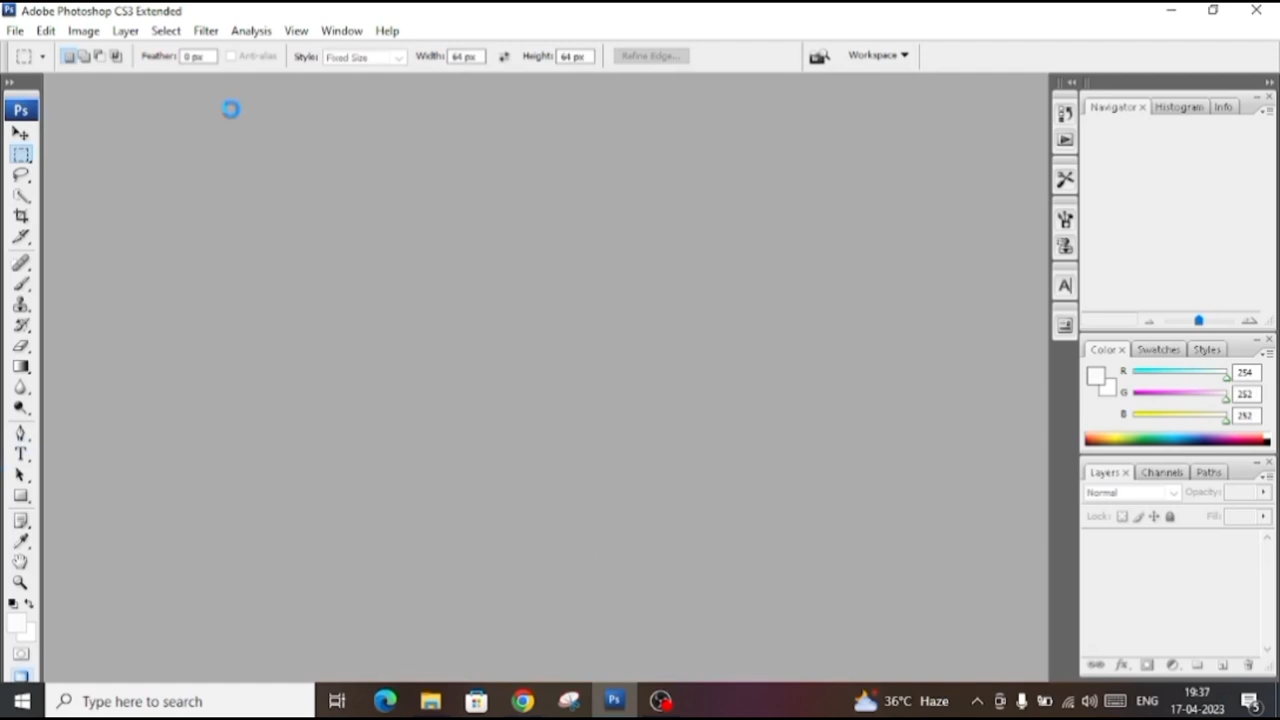 Ps Adobe Photoshop CS3 Extended
File Edit Image Layer Select Filter Analysis View Window Help
Feather: 0 px Anti-alias Style: Fixed Size Width: 64 px Height: 64 px Refine Edge... Workspace
Ps
Navigator Histogram Info
Color Swatches Styles
R 254
G 252
B 252
Layers Channels Paths
Normal Opacity:
Lock: Fill:
T
A
Type here to search
Ps
36°C Haze
ENG
19:37
17-04-2023
5